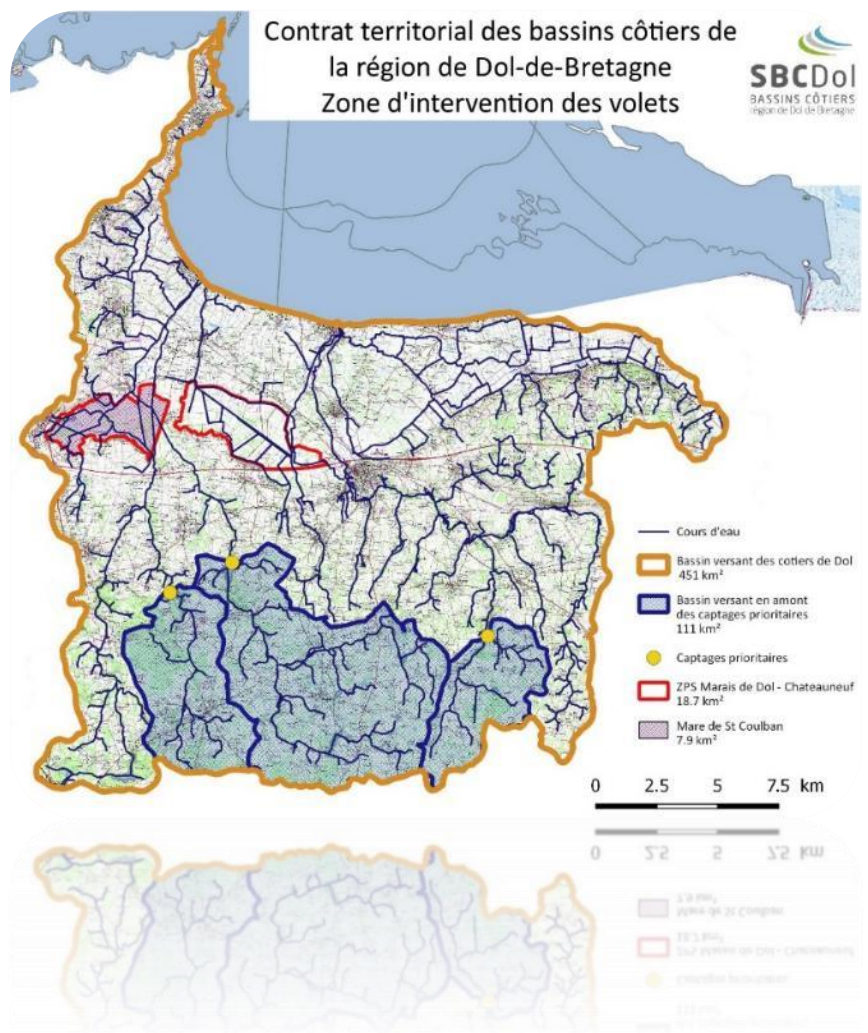 Contrat territorial des bassins côtiers de
la région de Dol-de-Bretagne
Zone d'intervention des volets
SBCDol
BASSINS CÔTIERS
région de Dol de Bretagne
Cours d'eau
Bassin versant des cotiers de Dol
451 km²
Bassin versant en amont
des captages prioritaires
111 km²
Captages prioritaires
ZPS Marais de Dol - Chateauneuf
18.7 km²
Mare de St Coulban
7.9 km²
0 2.5 5 7.5 km